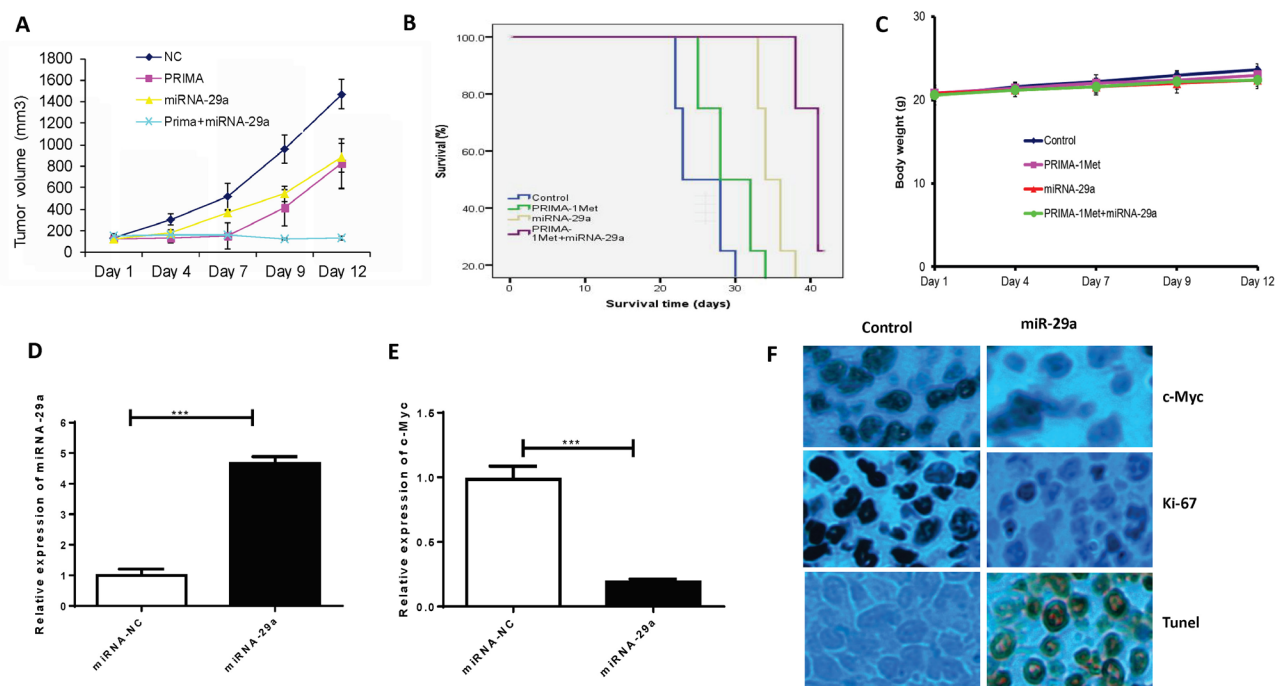 A
NC
PRIMA
miRNA-29a
Prima+miRNA-29a
Tumor volume (mm3)
1800
1600
1400
1200
1000
800
600
400
200
0
Day 1 Day 4 Day 7 Day 9 Day 12
B
Survival (%)
100.0
80.0
60.0
40.0
20.0
Control
PRIMA-1Met
miRNA-29a
PRIMA-
1Met+miRNA-29a
0 10 20 30 40
Survival time (days)
C
Body weight (g)
30
20
10
0
Control
PRIMA-1Met
miRNA-29a
PRIMA-1Met+miRNA-29a
Day 1 Day 4 Day 7 Day 9 Day 12
D
Relative expression of miRNA-29a
***
6
5
4
3
2
1
0
miRNA-NC
miRNA-29a
E
Relative expression of c-Myc
***
1.6
1.0
0.6
0.0
miRNA-NC
miRNA-29a
F
Control miR-29a
c-Myc
Ki-67
Tunel